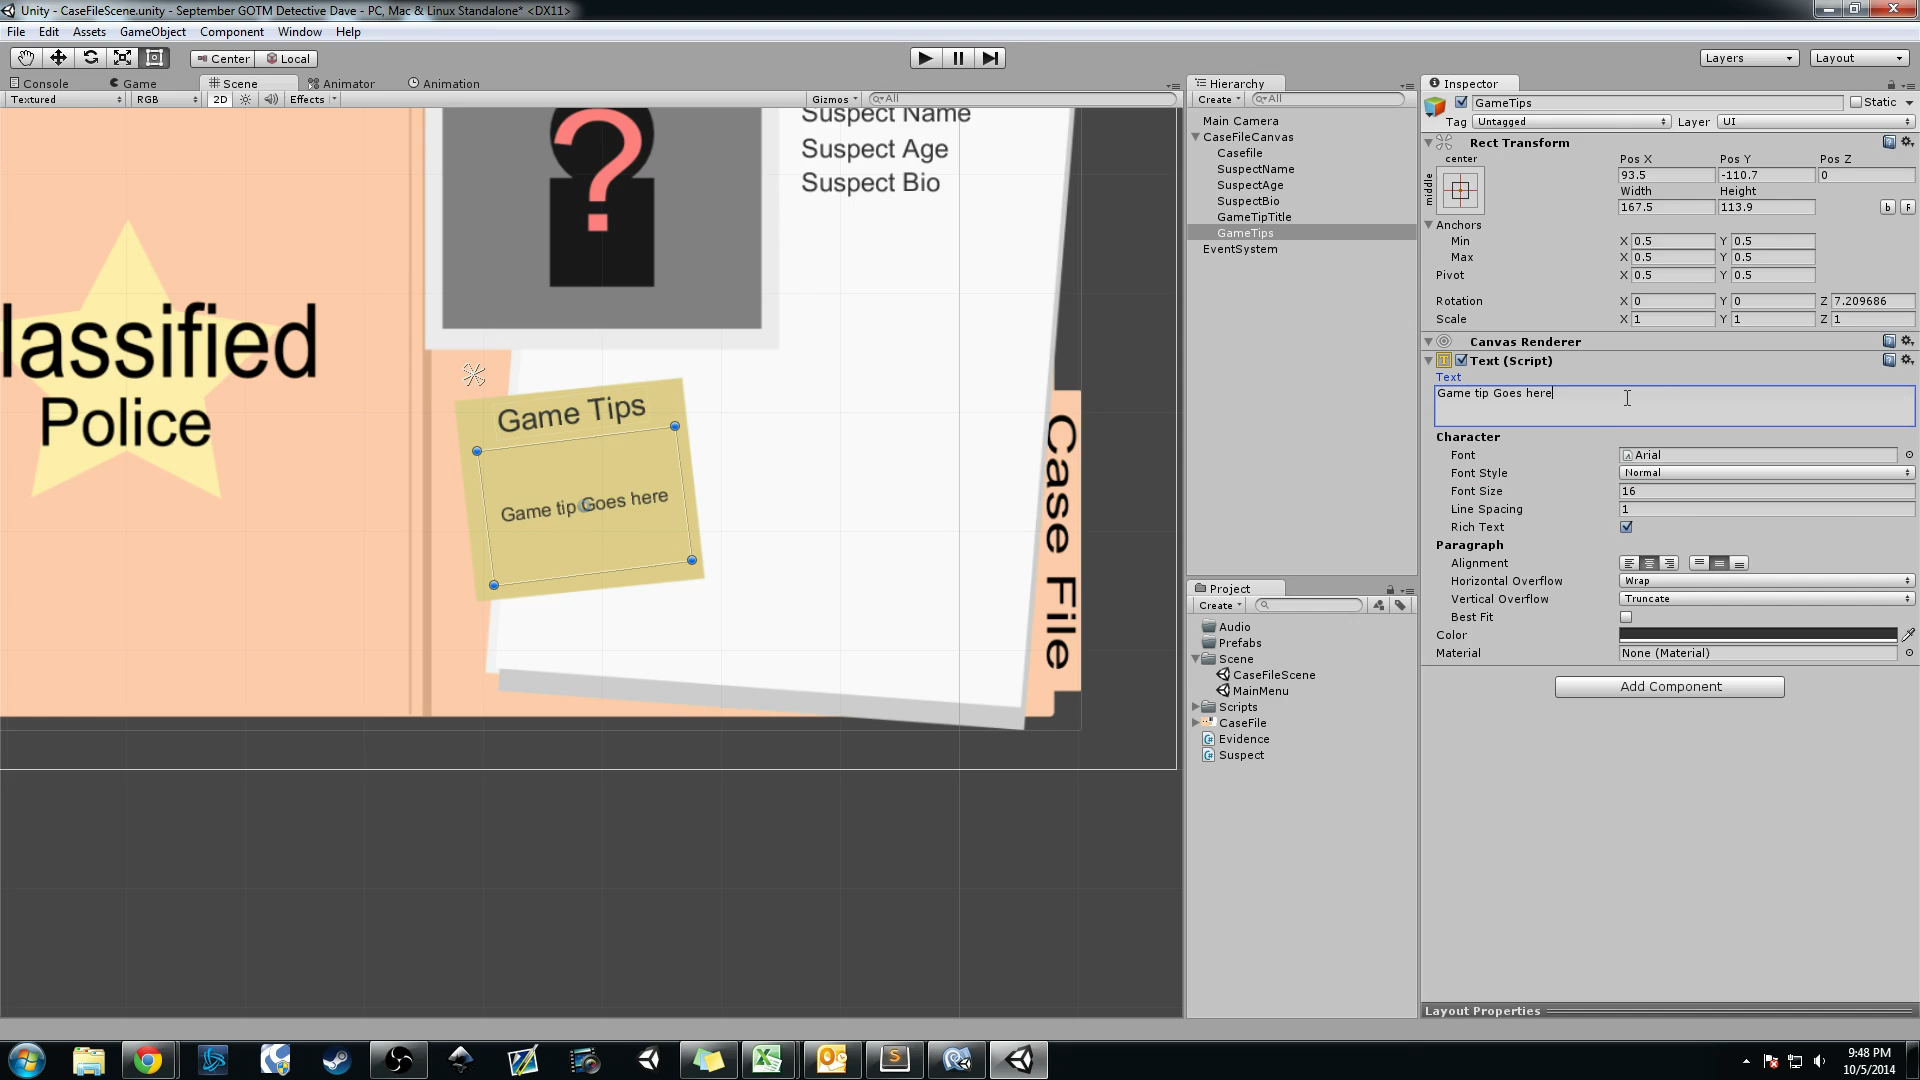 Unity - CaseFileScene.unity - September GOTM Detective Dave - PC, Mac & Linux Standalone* <DX11>
File Edit Assets GameObject Component Window Help
Center Local
Layers Layout
Console Game Scene Animator Animation
Textured RGB 2D Effects Gizmos All
Suspect Name
Suspect Age
Suspect Bio
?
lassified
Police
Game Tips
Game tip Goes here
Case File
Hierarchy
Create All
Main Camera
CaseFileCanvas
Casefile
SuspectName
SuspectAge
SuspectBio
GameTipTitle
GameTips
EventSystem
Project
Create
Audio
Prefabs
Scene
CaseFileScene
MainMenu
Scripts
CaseFile
Evidence
Suspect
Inspector
GameTips Static
Tag Untagged Layer UI
Rect Transform
center Pos X Pos Y Pos Z
middle 93.5 -110.7 0
Width Height
167.5 113.9
Anchors
Min X 0.5 Y 0.5
Max X 0.5 Y 0.5
Pivot X 0.5 Y 0.5
Rotation X 0 Y 0 Z 7.209686
Scale X 1 Y 1 Z 1
Canvas Renderer
Text (Script)
Text
Game tip Goes here
Character
Font Arial
Font Style Normal
Font Size 16
Line Spacing 1
Rich Text
Paragraph
Alignment
Horizontal Overflow Wrap
Vertical Overflow Truncate
Best Fit
Color
Material None (Material)
Add Component
Layout Properties
9:48 PM
10/5/2014